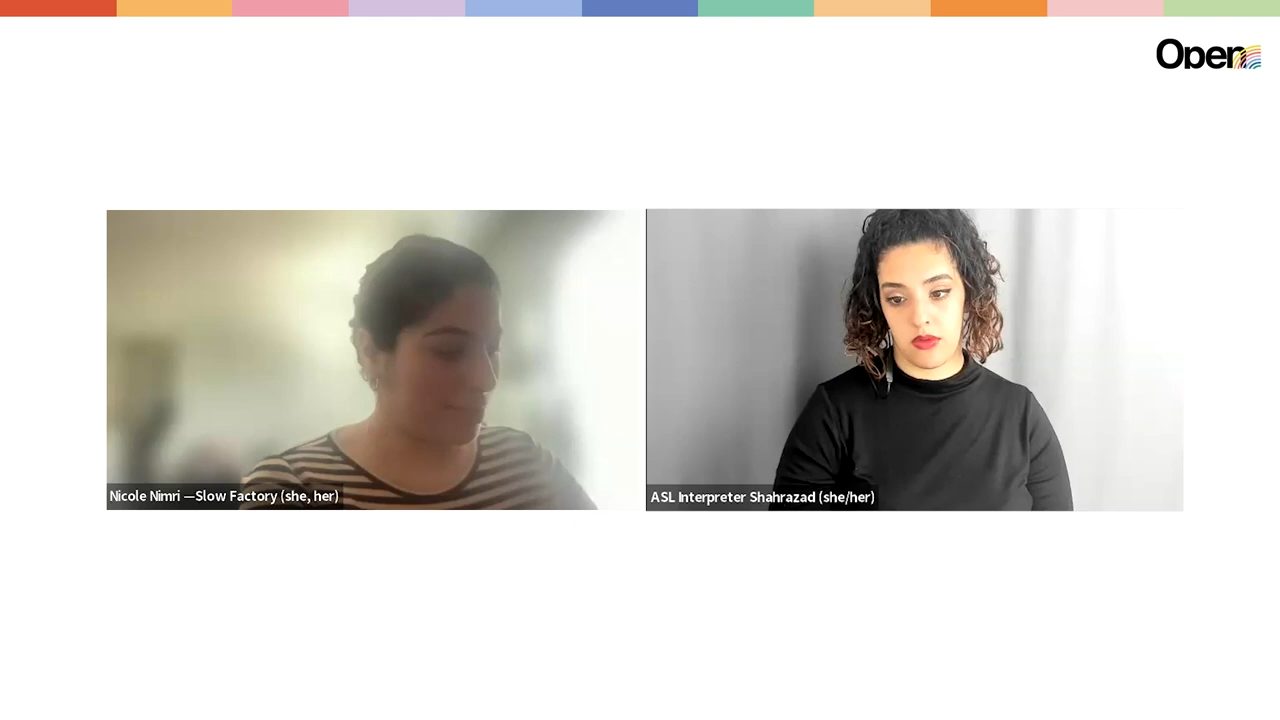 Open
Nicole Nimri —Slow Factory (she, her)
ASL Interpreter Shahrazad (she/her)